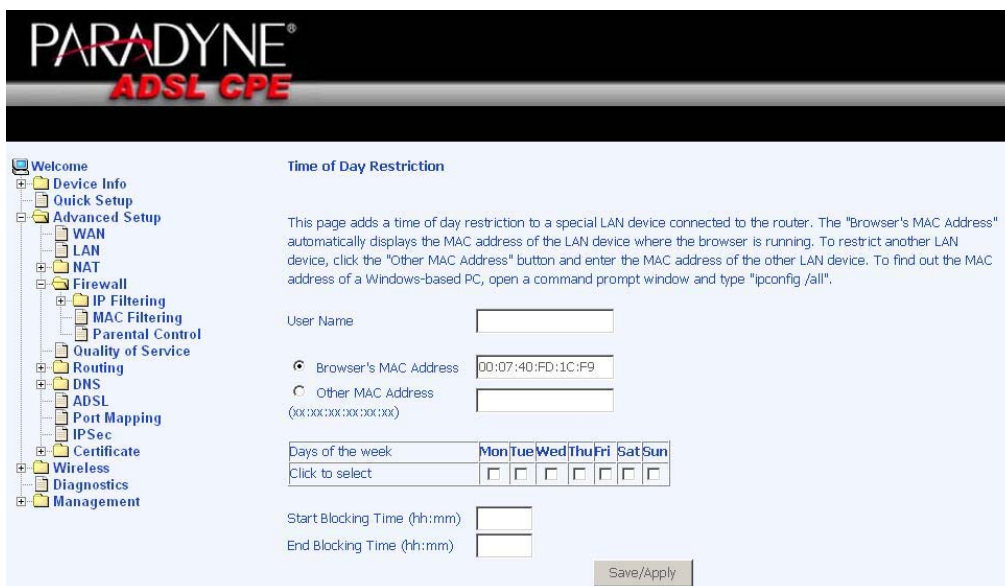 PARADYNE®
ADSL CPE
Welcome
Device Info
Quick Setup
Advanced Setup
WAN
LAN
NAT
Firewall
IP Filtering
MAC Filtering
Parental Control
Quality of Service
Routing
DNS
ADSL
Port Mapping
IPSec
Certificate
Wireless
Diagnostics
Management
Time of Day Restriction
This page adds a time of day restriction to a special LAN device connected to the router. The "Browser's MAC Address"
automatically displays the MAC address of the LAN device where the browser is running. To restrict another LAN
device, click the "Other MAC Address" button and enter the MAC address of the other LAN device. To find out the MAC
address of a Windows-based PC, open a command prompt window and type "ipconfig /all".
User Name
Browser's MAC Address 00:07:40:FD:1C:F9
Other MAC Address
(xx:xx:xx:xx:xx:xx)
Days of the week Mon Tue Wed Thu Fri Sat Sun
Click to select
Start Blocking Time (hh:mm)
End Blocking Time (hh:mm)
Save/Apply